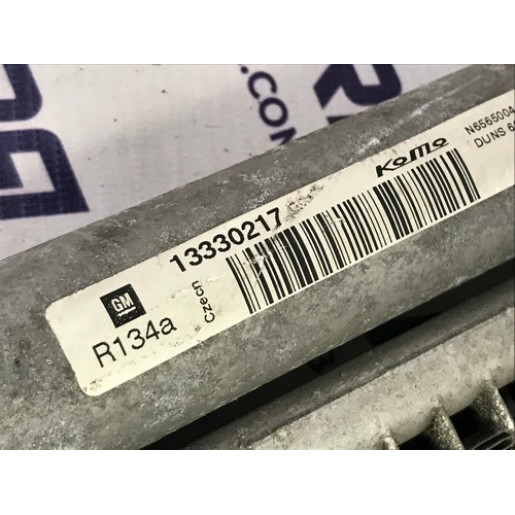 13330217
GM
R134a
Czech
KoMo
N6565004
DUNS 6
.COM